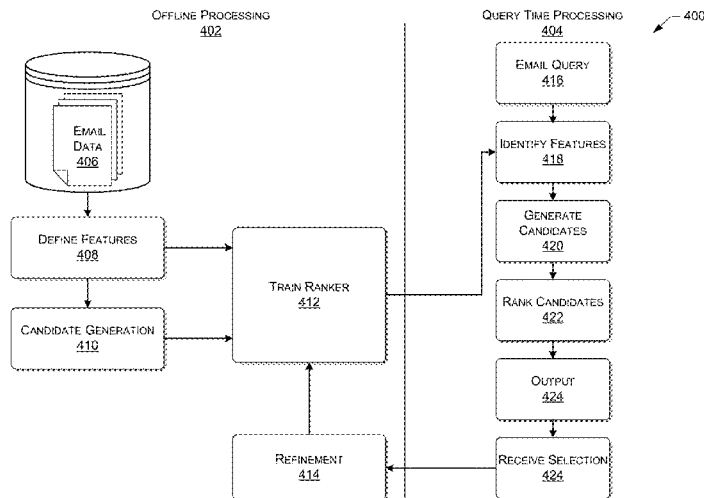 OFFLINE PROCESSING
402
QUERY TIME PROCESSING
404
400
EMAIL DATA
406
DEFINE FEATURES
408
CANDIDATE GENERATION
410
TRAIN RANKER
412
REFINEMENT
414
EMAIL QUERY
416
IDENTIFY FEATURES
418
GENERATE
CANDIDATES
420
RANK CANDIDATES
422
OUTPUT
424
RECEIVE SELECTION
424